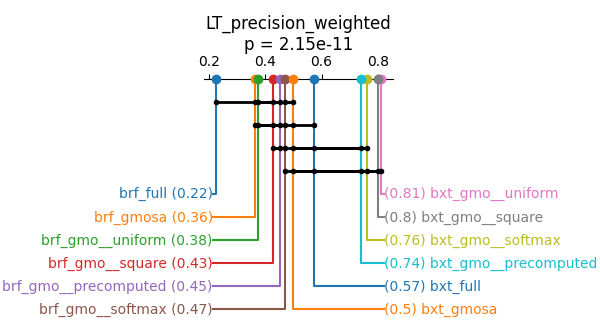 LT_precision_weighted
p = 2.15e-11
0.2 0.4 0.6 0.8
brf_full (0.22) (0.81) bxt_gmo__uniform
brf_gmosa (0.36) (0.8) bxt_gmo__square
brf_gmo__uniform (0.38) (0.76) bxt_gmo__softmax
brf_gmo__square (0.43) (0.74) bxt_gmo__precomputed
brf_gmo__precomputed (0.45) (0.57) bxt_full
brf_gmo__softmax (0.47) (0.5) bxt_gmosa